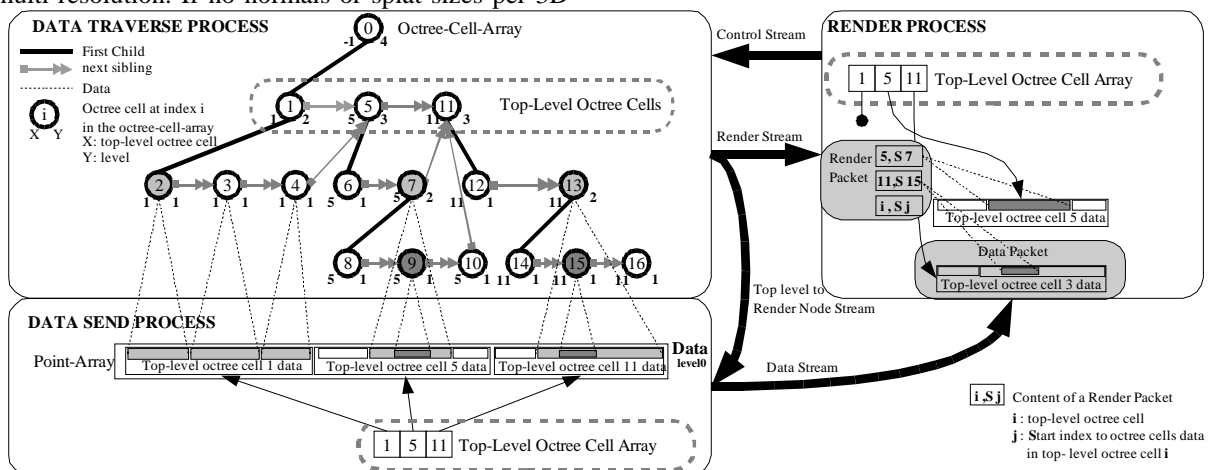 multi-resolution. If no normals or splat sizes per 3D
DATA TRAVERSE PROCESS
First Child
next sibling
Data
i
X Y
Octree cell at index i
in the octree-cell-array
X: top-level octree cell
Y: level
0
-1 4
Octree-Cell-Array
1
1 2
5
5 3
11
11 3
Top-Level Octree Cells
2
1 1
3
1 1
4
1 1
6
5 1
7
5 2
12
11 1
13
11 2
8
5 1
9
5 1
10
5 1
14
11 1
15
11 1
16
11 1
DATA SEND PROCESS
Point-Array
Top-level octree cell 1 data
Top-level octree cell 5 data
Top-level octree cell 11 data
Data
level0
1 5 11 Top-Level Octree Cell Array
Control Stream
Render Stream
Top level to
Render Node Stream
Data Stream
RENDER PROCESS
1 5 11 Top-Level Octree Cell Array
Render
Packet
5, S 7
11,S 15
i , S j
Top-level octree cell 5 data
Data Packet
Top-level octree cell 3 data
i ,S j Content of a Render Packet
i : top-level octree cell
j : Start index to octree cells data
in top- level octree cell i